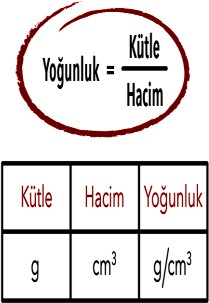 Yoğunluk = Kütle
Hacim
Kütle Hacim Yoğunluk
g cm³ g/cm³